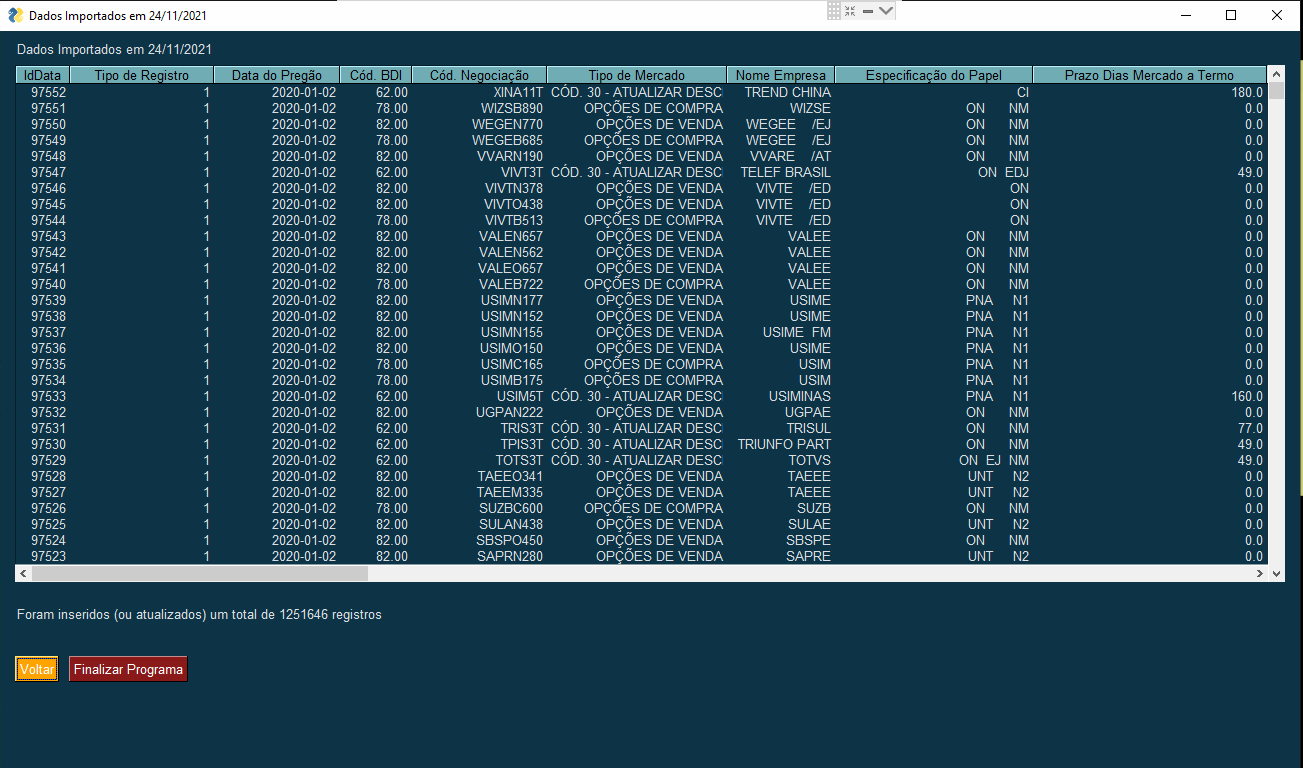 Dados Importados em 24/11/2021
Dados Importados em 24/11/2021
IdData Tipo de Registro Data do Pregão Cód. BDI Cód. Negociação Tipo de Mercado Nome Empresa Especificação do Papel Prazo Dias Mercado a Termo
97552 1 2020-01-02 62.00 XINA11T CÓD. 30 - ATUALIZAR DESC TREND CHINA CI 180.0
97551 1 2020-01-02 78.00 WIZSB890 OPÇÕES DE COMPRA WIZSE ON NM 0.0
97550 1 2020-01-02 82.00 WEGEN770 OPÇÕES DE VENDA WEGEE /EJ ON NM 0.0
97549 1 2020-01-02 78.00 WEGEB685 OPÇÕES DE COMPRA WEGEE /EJ ON NM 0.0
97548 1 2020-01-02 82.00 VVARN190 OPÇÕES DE VENDA VVARE /AT ON NM 0.0
97547 1 2020-01-02 62.00 VIVT3T CÓD. 30 - ATUALIZAR DESC TELEF BRASIL ON EDJ 49.0
97546 1 2020-01-02 82.00 VIVTN378 OPÇÕES DE VENDA VIVTE /ED ON 0.0
97545 1 2020-01-02 82.00 VIVTO438 OPÇÕES DE VENDA VIVTE /ED ON 0.0
97544 1 2020-01-02 78.00 VIVTB513 OPÇÕES DE COMPRA VIVTE /ED ON 0.0
97543 1 2020-01-02 82.00 VALEN657 OPÇÕES DE VENDA VALEE ON NM 0.0
97542 1 2020-01-02 82.00 VALEN562 OPÇÕES DE VENDA VALEE ON NM 0.0
97541 1 2020-01-02 82.00 VALEO657 OPÇÕES DE VENDA VALEE ON NM 0.0
97540 1 2020-01-02 78.00 VALEB722 OPÇÕES DE COMPRA VALEE ON NM 0.0
97539 1 2020-01-02 82.00 USIMN177 OPÇÕES DE VENDA USIME PNA N1 0.0
97538 1 2020-01-02 82.00 USIMN152 OPÇÕES DE VENDA USIME PNA N1 0.0
97537 1 2020-01-02 82.00 USIMN155 OPÇÕES DE VENDA USIME FM PNA N1 0.0
97536 1 2020-01-02 82.00 USIMO150 OPÇÕES DE VENDA USIME PNA N1 0.0
97535 1 2020-01-02 78.00 USIMC165 OPÇÕES DE COMPRA USIM PNA N1 0.0
97534 1 2020-01-02 78.00 USIMB175 OPÇÕES DE COMPRA USIM PNA N1 0.0
97533 1 2020-01-02 62.00 USIM5T CÓD. 30 - ATUALIZAR DESC USIMINAS PNA N1 160.0
97532 1 2020-01-02 82.00 UGPAN222 OPÇÕES DE VENDA UGPAE ON NM 0.0
97531 1 2020-01-02 62.00 TRIS3T CÓD. 30 - ATUALIZAR DESC TRISUL ON NM 77.0
97530 1 2020-01-02 62.00 TPIS3T CÓD. 30 - ATUALIZAR DESC TRIUNFO PART ON NM 49.0
97529 1 2020-01-02 62.00 TOTS3T CÓD. 30 - ATUALIZAR DESC TOTVS ON EJ NM 49.0
97528 1 2020-01-02 82.00 TAEEO341 OPÇÕES DE VENDA TAEEE UNT N2 0.0
97527 1 2020-01-02 82.00 TAEEM335 OPÇÕES DE VENDA TAEEE UNT N2 0.0
97526 1 2020-01-02 78.00 SUZBC600 OPÇÕES DE COMPRA SUZB ON NM 0.0
97525 1 2020-01-02 82.00 SULAN438 OPÇÕES DE VENDA SULAE UNT N2 0.0
97524 1 2020-01-02 82.00 SBSPO450 OPÇÕES DE VENDA SBSPE ON NM 0.0
97523 1 2020-01-02 82.00 SAPRN280 OPÇÕES DE VENDA SAPRE UNT N2 0.0
Foram inseridos (ou atualizados) um total de 1251646 registros
Voltar Finalizar Programa